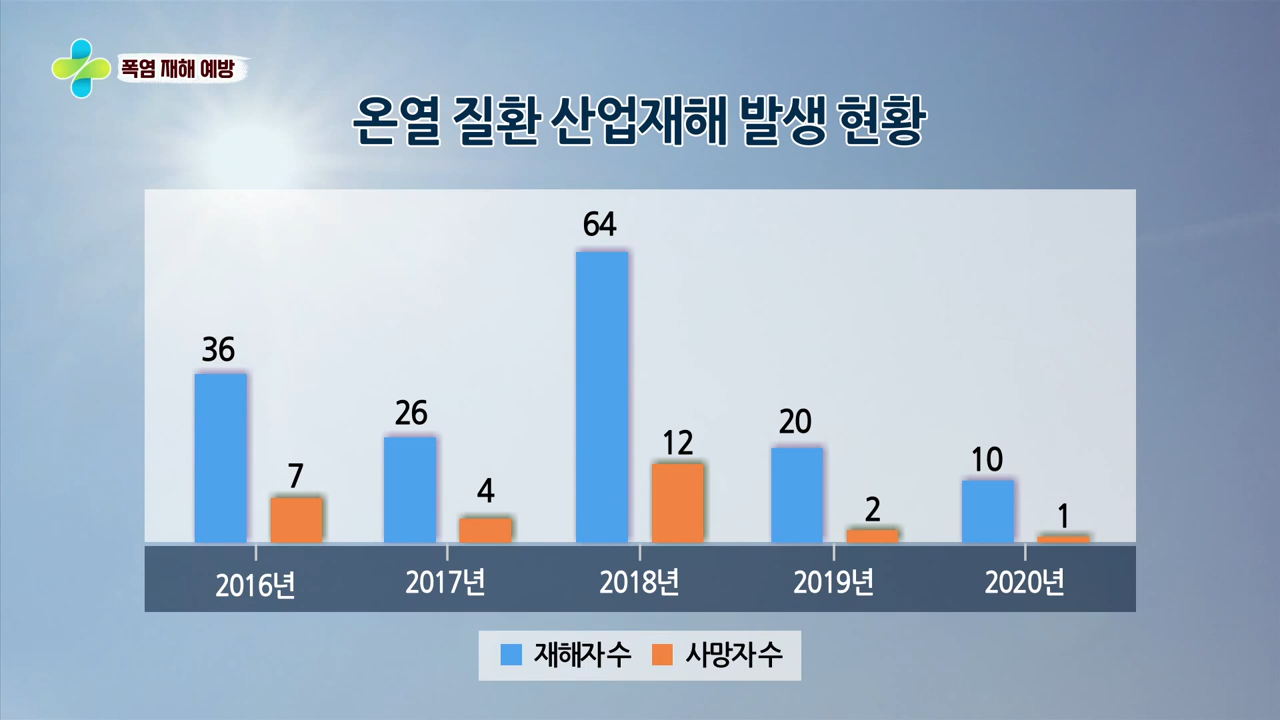 폭염 재해 예방
온열 질환 산업재해 발생 현황
36
7
26
4
64
12
20
2
10
1
2016년
2017년
2018년
2019년
2020년
재해자 수
사망자 수